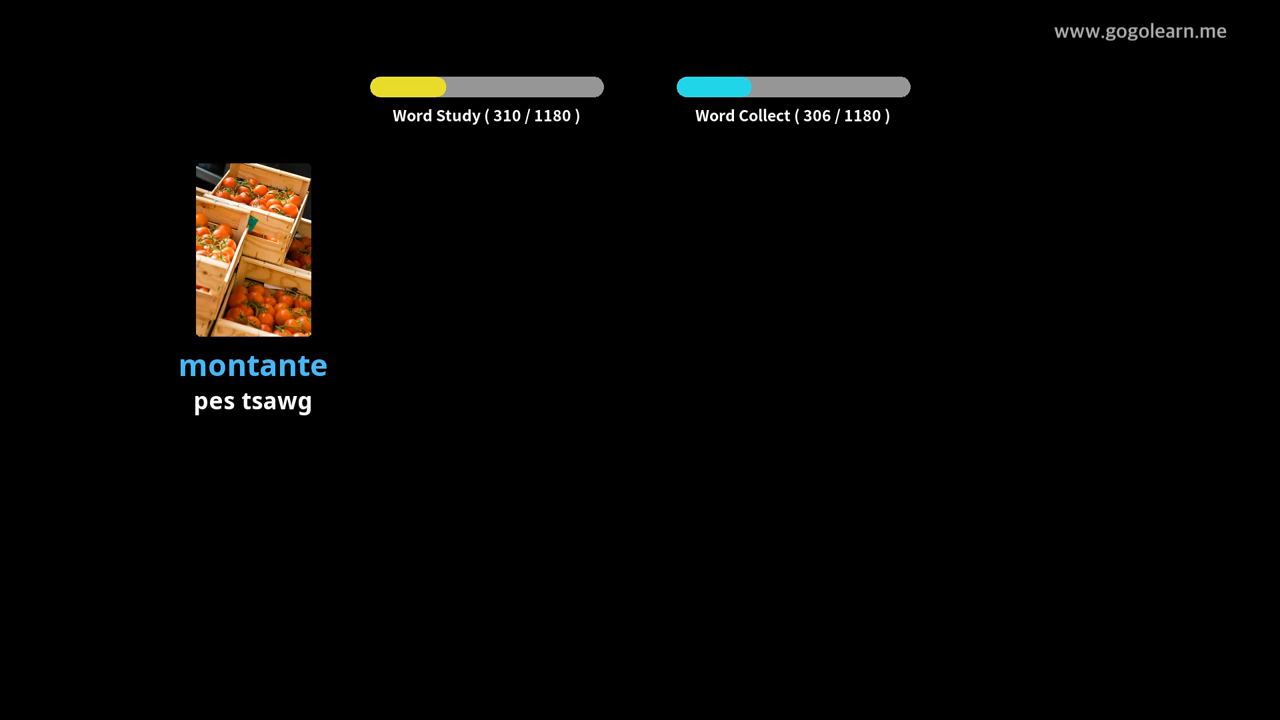 www.gogolearn.me
Word Study ( 310 / 1180 )
Word Collect ( 306 / 1180 )
montante
pes tsawg